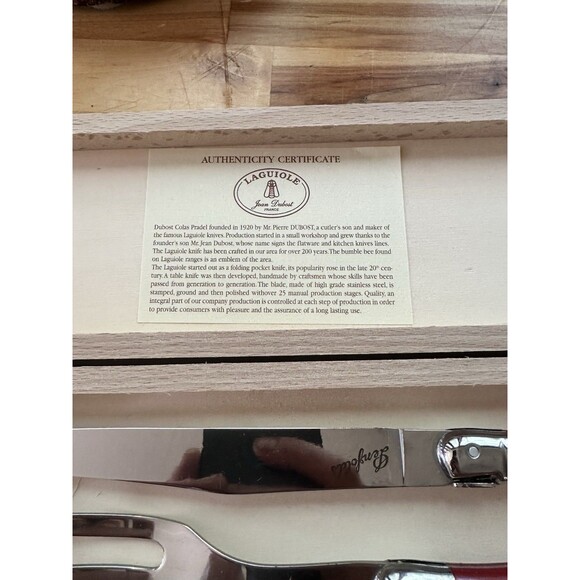 AUTHENTICITY CERTIFICATE
LAGUIOLE
Jean Dubost
FRANCE
Dubost Colas Pradel founded in 1920 by Mr. Pierre DUBOST, a cutler's son and maker of
the famous Laguiole knives. Production started in a small workshop and grew thanks to the
founder's son Mr. Jean Dubost, whose name signs the flatware and kitchen knives lines.
The Laguiole knife has been crafted in our area for over 200 years. The bumble bee found
on Laguiole ranges is an emblem of the area.
The Laguiole started out as a folding pocket knife, its popularity rose in the late 20th cen-
tury. A table knife was then developed, handmade by craftsmen whose skills have been
passed from generation to generation. The blade, made of high grade stainless steel, is
stamped, ground and then polished withover 25 manual production stages. Quality, an
integral part of our company production is controlled at each step of production in order
to provide consumers with pleasure and the assurance of a long lasting use.
Penfolds